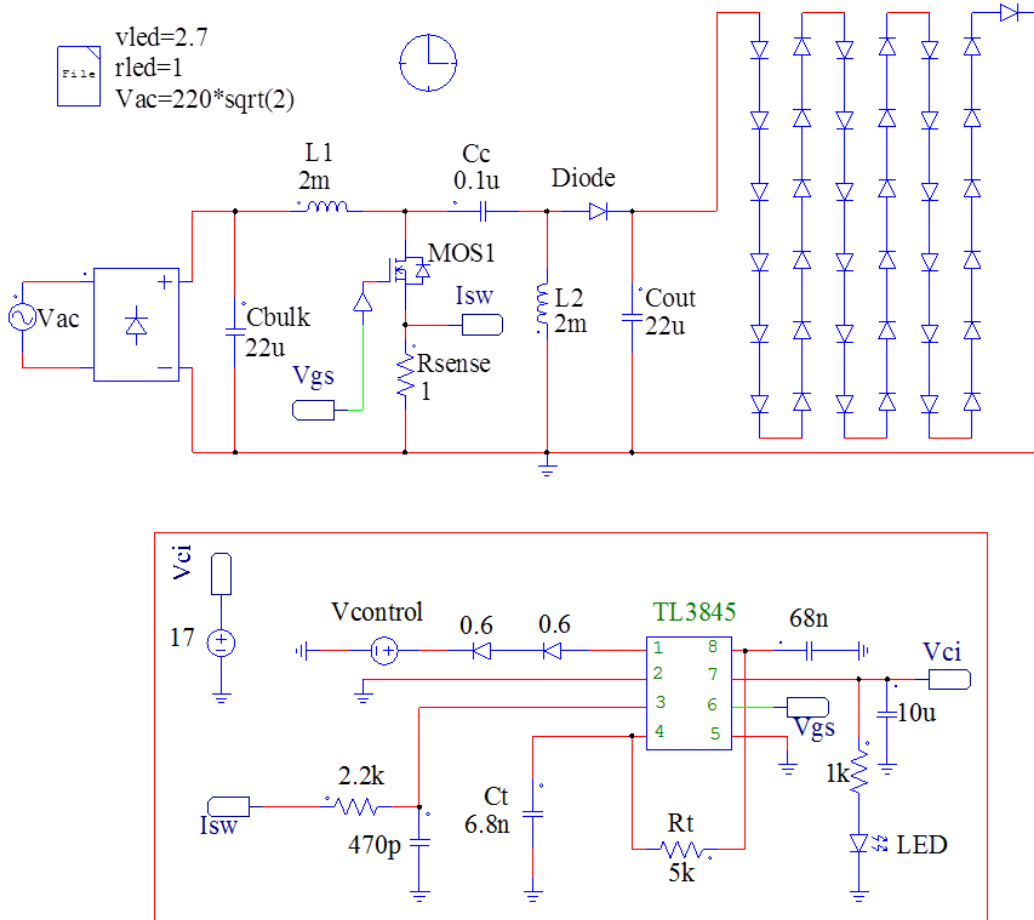 vled=2.7
File
rled=1
Vac=220*sqrt(2)
L1
2m
Cc
0.1u
Diode
MOS1
Isw
Vac
Cbulk
22u
Rsense
1
Vgs
L2
2m
Cout
22u
Vci
17
Vcontrol
0.6
0.6
TL3845
68n
1
8
2
7
3
6
4
5
Vci
Vgs
10u
1k
2.2k
Isw
470p
Ct
6.8n
Rt
5k
LED